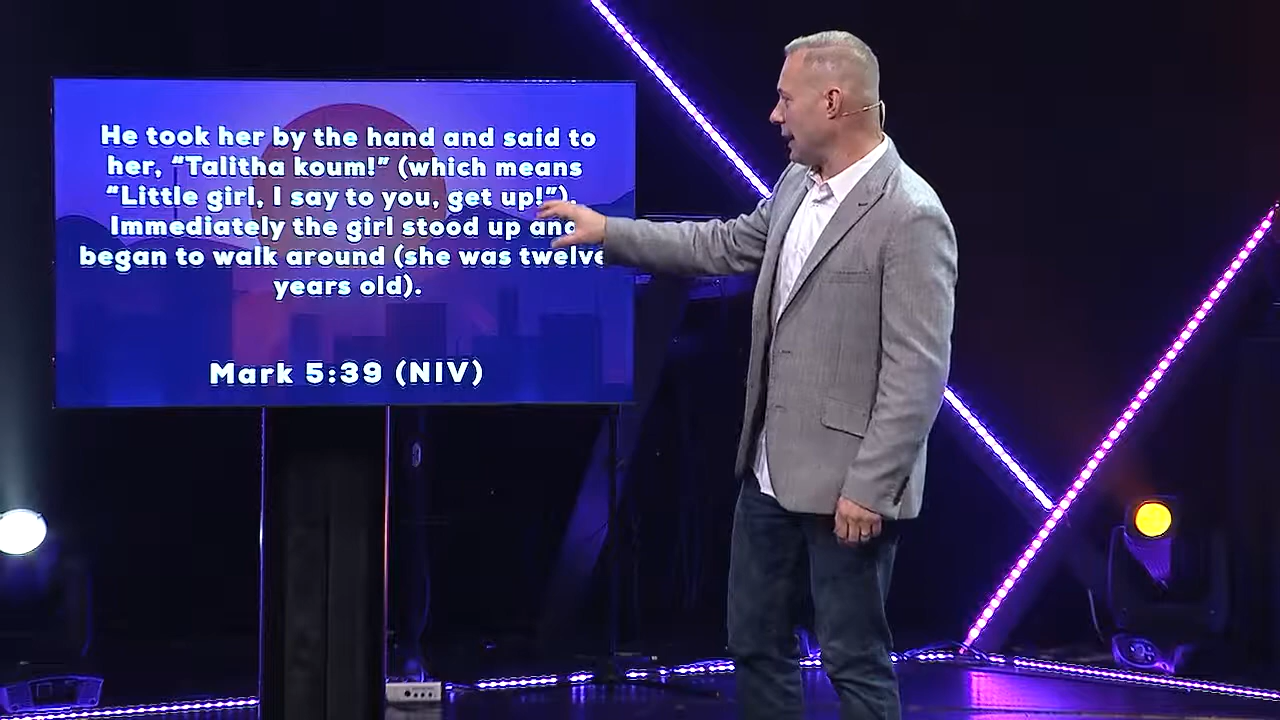 He took her by the hand and said to
her, “Talitha koum!” (which means
“Little girl, I say to you, get up!”).
Immediately the girl stood up and
began to walk around (she was twelve
years old).
Mark 5:39 (NIV)